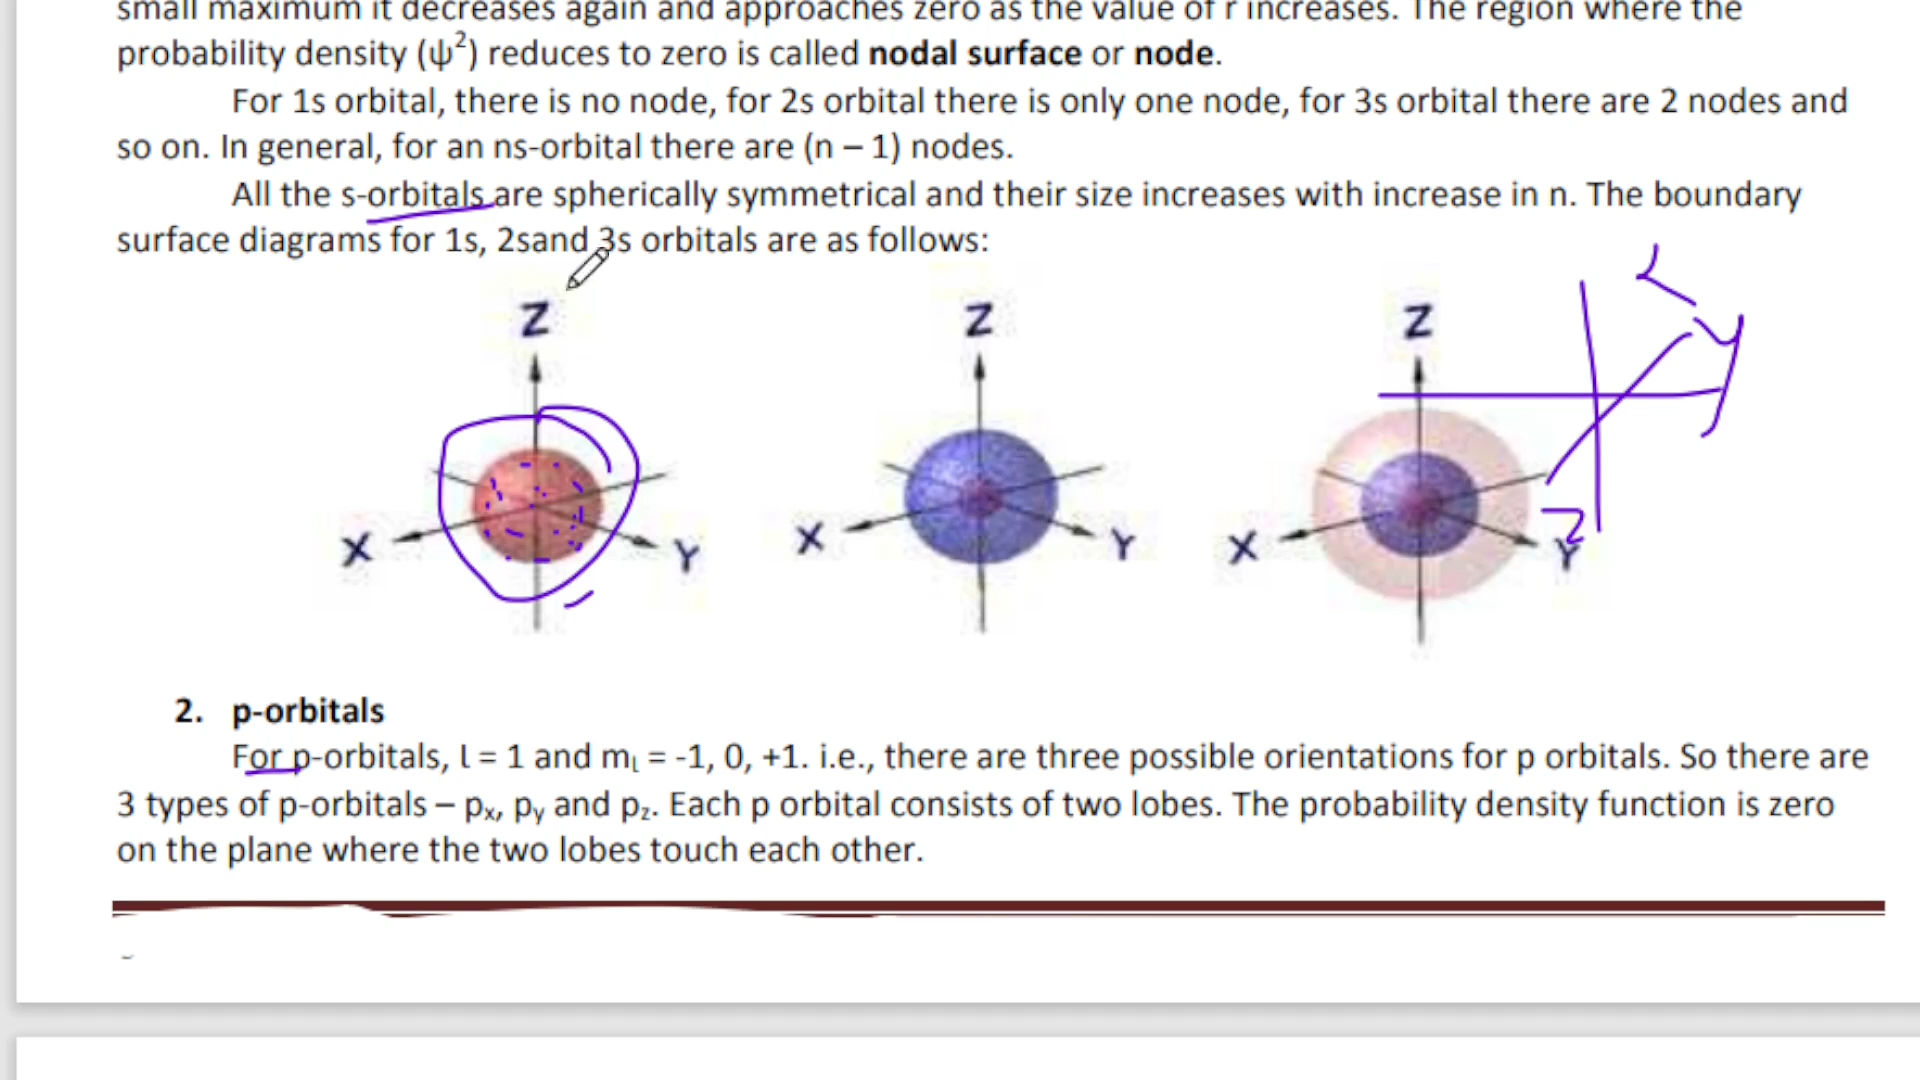 small maximum it decreases again and approaches zero as the value of r increases. The region where the
probability density (ψ²) reduces to zero is called nodal surface or node.
For 1s orbital, there is no node, for 2s orbital there is only one node, for 3s orbital there are 2 nodes and
so on. In general, for an ns-orbital there are (n – 1) nodes.
All the s-orbitals are spherically symmetrical and their size increases with increase in n. The boundary
surface diagrams for 1s, 2sand 3s orbitals are as follows:
Z Z Z
X Y X Y X Y
y
2. p-orbitals
For p-orbitals, l = 1 and mₗ = -1, 0, +1. i.e., there are three possible orientations for p orbitals. So there are
3 types of p-orbitals – pₓ, py and pz. Each p orbital consists of two lobes. The probability density function is zero
on the plane where the two lobes touch each other.